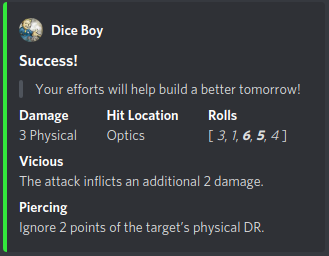 Dice Boy
Success!
Your efforts will help build a better tomorrow!
Damage Hit Location Rolls
3 Physical Optics [ 3, 1, 6, 5, 4 ]
Vicious
The attack inflicts an additional 2 damage.
Piercing
Ignore 2 points of the target's physical DR.